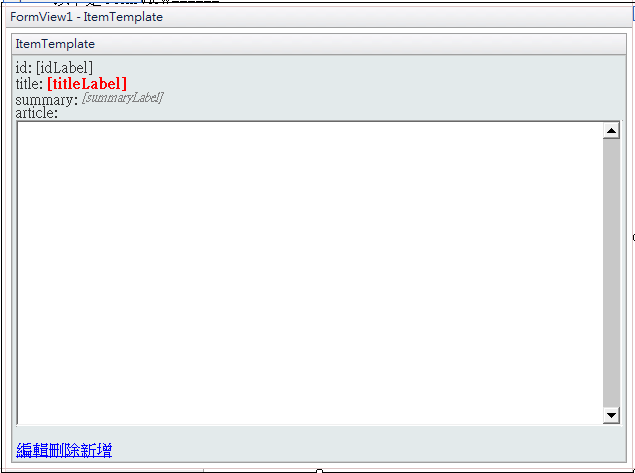 FormView1 - ItemTemplate
ItemTemplate
id: [idLabel]
title: [titleLabel]
summary: [summaryLabel]
article:
編輯刪除新增